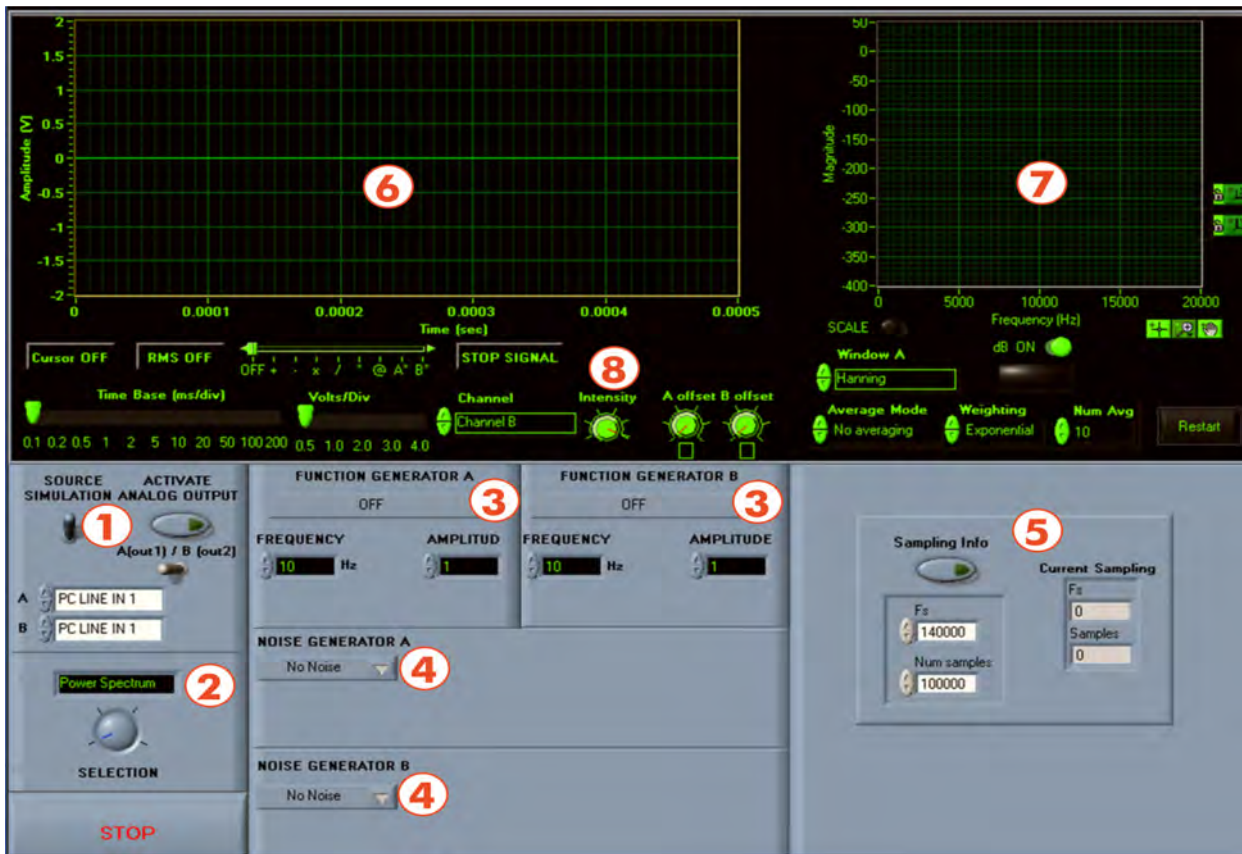 2
1.5
1
0.5
0
-0.5
-1
-1.5
-2
Amplitude (V)
0 0.0001 0.0002 0.0003 0.0004 0.0005
Time (sec)
6
50
0
-50
-100
-150
-200
-250
-300
-350
-400
Magnitude
7
0 5000 10000 15000 20000
Frequency (Hz)
Cursor OFF
RMS OFF
OFF + - x / * @ A* B*
STOP SIGNAL
8
SCALE
dB ON
Window A
Hanning
Time Base (ms/div)
0.1 0.2 0.5 1 2 5 10 20 50 100 200
Volts/Div
0.5 1.0 2.0 3.0 4.0
Channel
Channel B
Intensity
A offset B offset
Average Mode
No averaging
Weighting
Exponential
Num Avg
10
Restart
SOURCE
SIMULATION
ACTIVATE
ANALOG OUTPUT
1
A(out1) / B (out2)
A PC LINE IN 1
B PC LINE IN 1
Power Spectrum
2
SELECTION
STOP
FUNCTION GENERATOR A
OFF
3
FREQUENCY
10 Hz
AMPLITUD
1
FUNCTION GENERATOR B
OFF
3
FREQUENCY
10 Hz
AMPLITUDE
1
NOISE GENERATOR A
No Noise
4
NOISE GENERATOR B
No Noise
4
5
Sampling Info
Fs
140000
Num samples
100000
Current Sampling
Fs
0
Samples
0